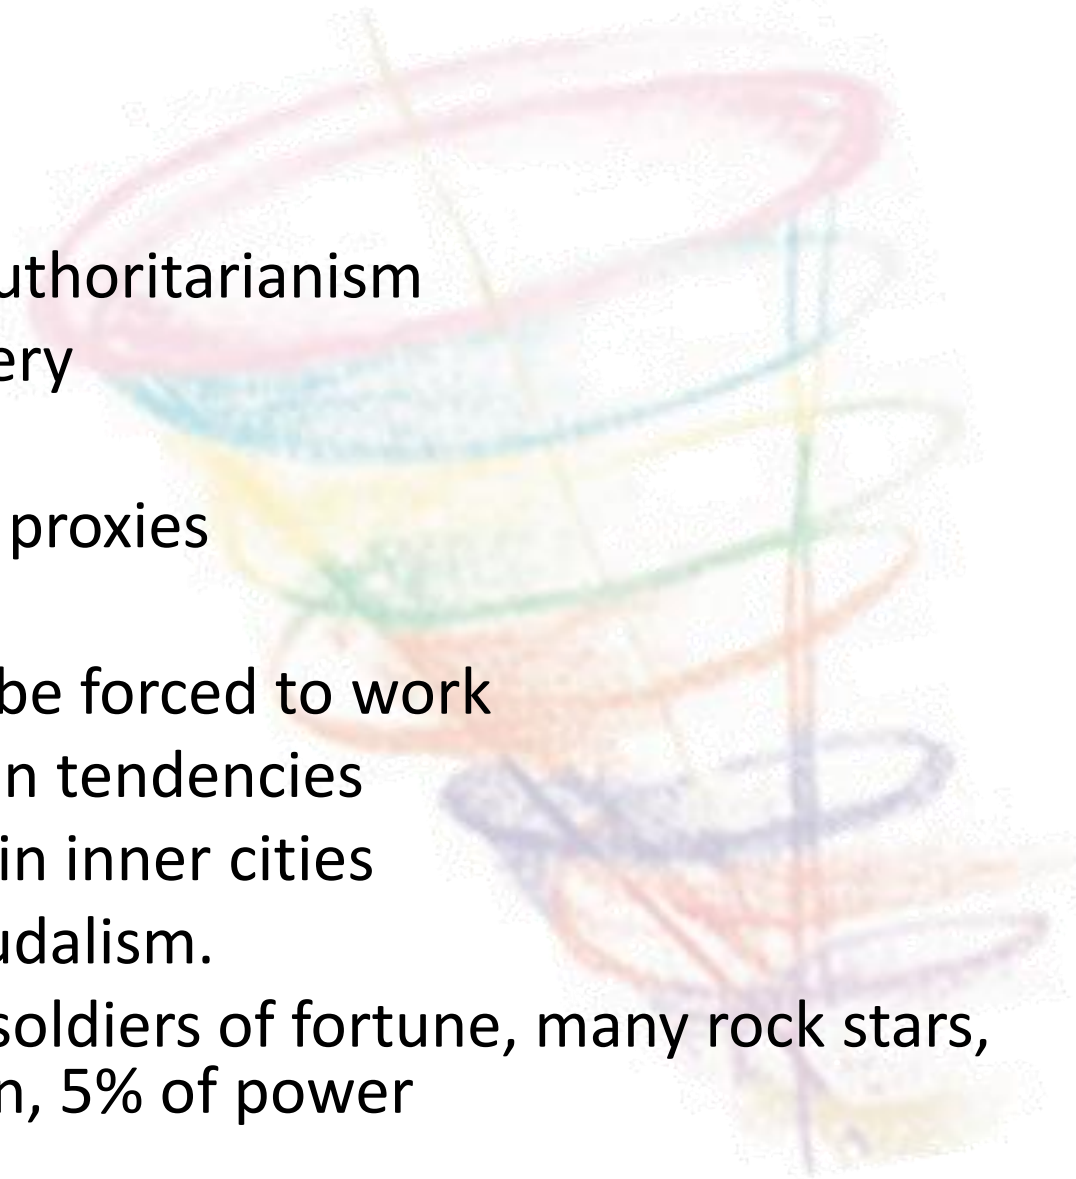 uthoritarianism
ery
proxies
be forced to work
n tendencies
in inner cities
udalism.
soldiers of fortune, many rock stars,
n, 5% of power